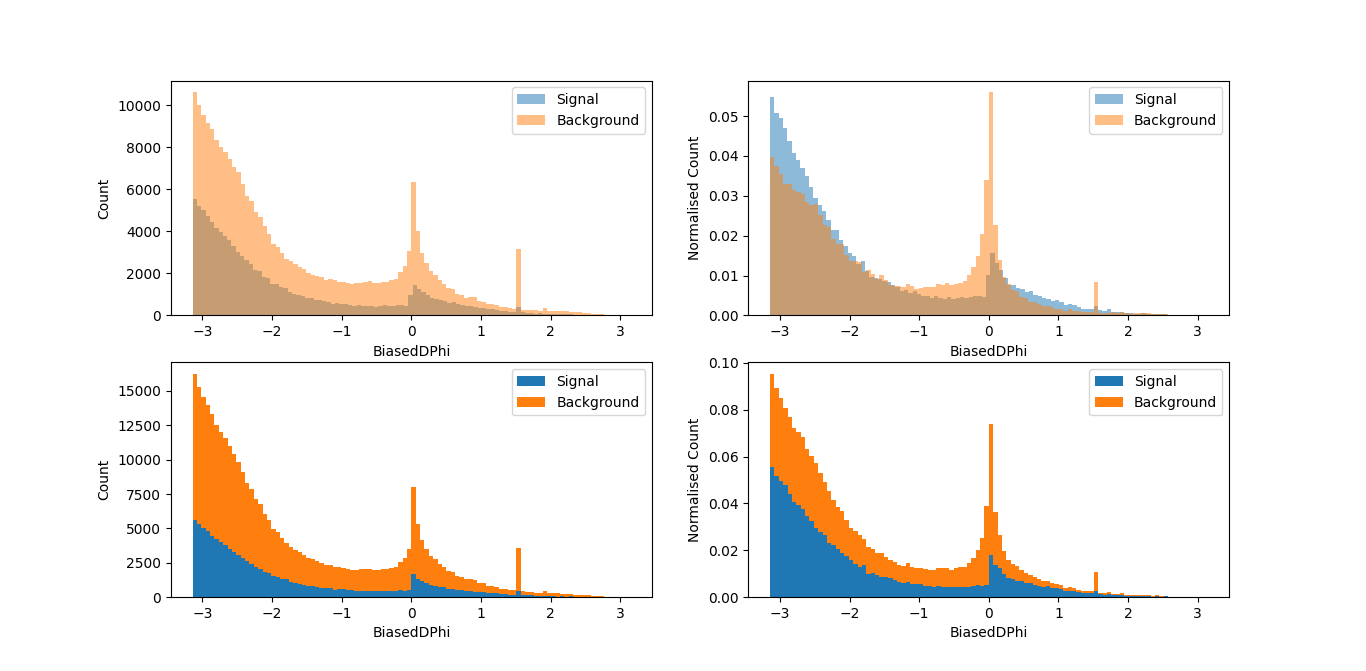 Signal
Background
10000
8000
6000
4000
2000
0
Count
−3 −2 −1 0 1 2 3
BiasedDPhi
Signal
Background
0.05
0.04
0.03
0.02
0.01
0.00
Normalised Count
−3 −2 −1 0 1 2 3
BiasedDPhi
Signal
Background
15000
12500
10000
7500
5000
2500
0
Count
−3 −2 −1 0 1 2 3
BiasedDPhi
Signal
Background
0.10
0.08
0.06
0.04
0.02
0.00
Normalised Count
−3 −2 −1 0 1 2 3
BiasedDPhi